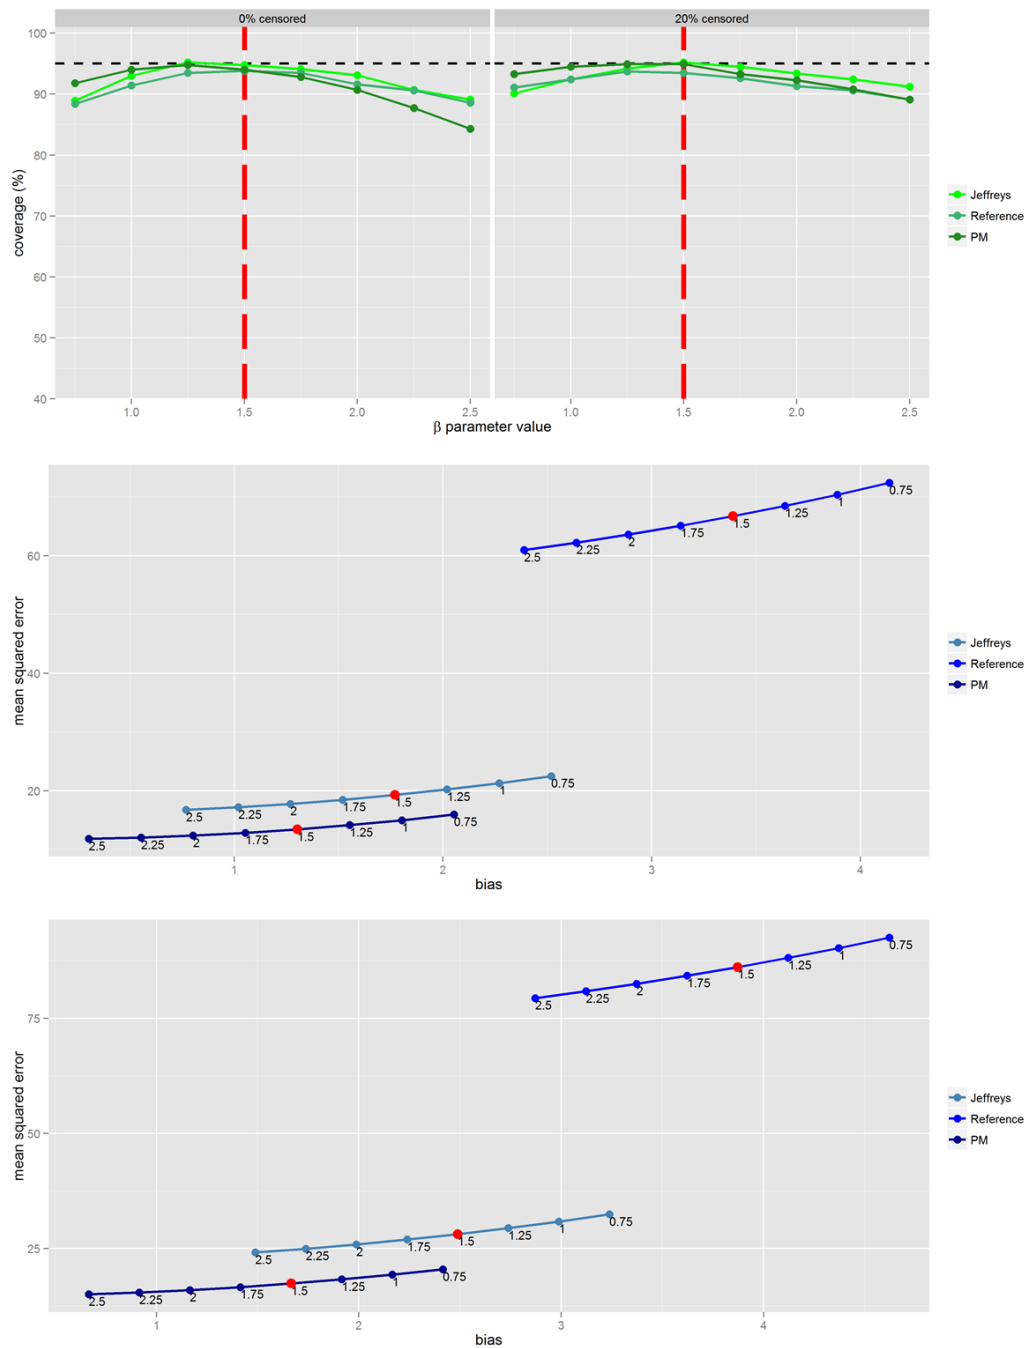 0% censored 20% censored
100
90
80
70
60
50
40
coverage (%)
1.0 1.5 2.0 2.5 1.0 1.5 2.0 2.5
β parameter value
Jeffreys
Reference
PM
60
40
20
mean squared error
2.5 2.25 2 1.75 1.5 1.25 1 0.75
2.5 2.25 2 1.75 1.5 1.25 1 0.75
2.5 2.25 2 1.75 1.5 1.25 1 0.75
1 2 3 4
bias
Jeffreys
Reference
PM
75
50
25
mean squared error
2.5 2.25 2 1.75 1.5 1.25 1 0.75
2.5 2.25 2 1.75 1.5 1.25 1 0.75
2.5 2.25 2 1.75 1.5 1.25 1 0.75
1 2 3 4
bias
Jeffreys
Reference
PM